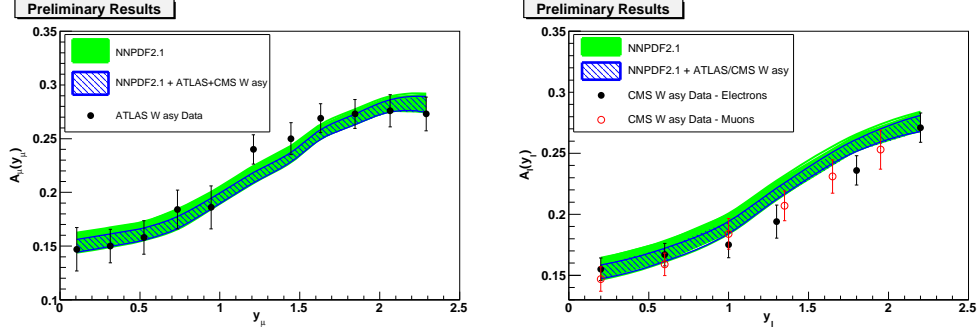 Preliminary Results
0.35
0.3
0.25
0.2
0.15
0.1
A_μ(y_μ)
NNPDF2.1
NNPDF2.1 + ATLAS+CMS W asy
ATLAS W asy Data
0 0.5 1 1.5 2 2.5
y_μ
Preliminary Results
0.35
0.3
0.25
0.2
0.15
A_l(y_l)
NNPDF2.1
NNPDF2.1 + ATLAS/CMS W asy
CMS W asy Data - Electrons
CMS W asy Data - Muons
0 0.5 1 1.5 2 2.5
y_l